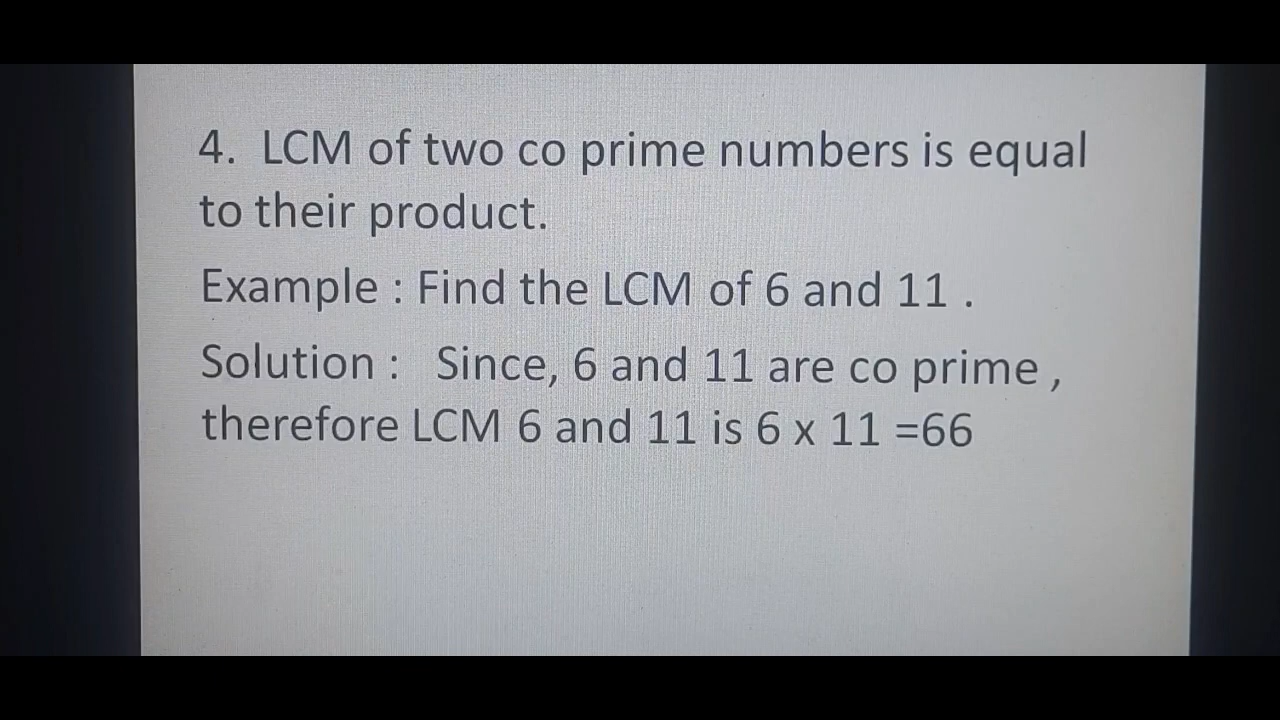 4. LCM of two co prime numbers is equal
to their product.
Example : Find the LCM of 6 and 11 .
Solution : Since, 6 and 11 are co prime ,
therefore LCM 6 and 11 is 6 x 11 =66